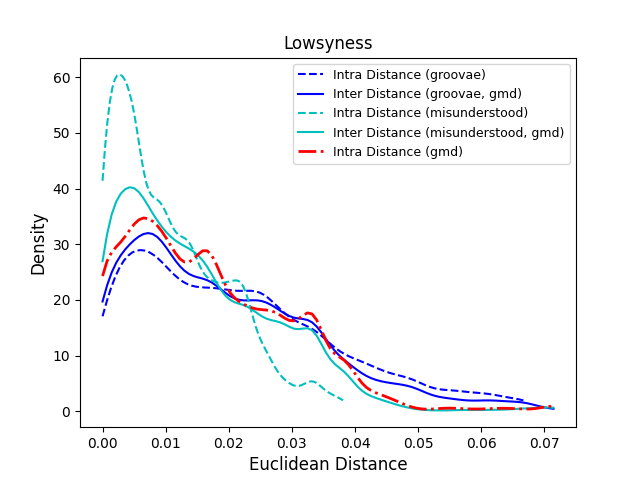 Lowsyness
Intra Distance (groovae)
Inter Distance (groovae, gmd)
Intra Distance (misunderstood)
Inter Distance (misunderstood, gmd)
Intra Distance (gmd)
Density
60
50
40
30
20
10
0
0.00 0.01 0.02 0.03 0.04 0.05 0.06 0.07
Euclidean Distance